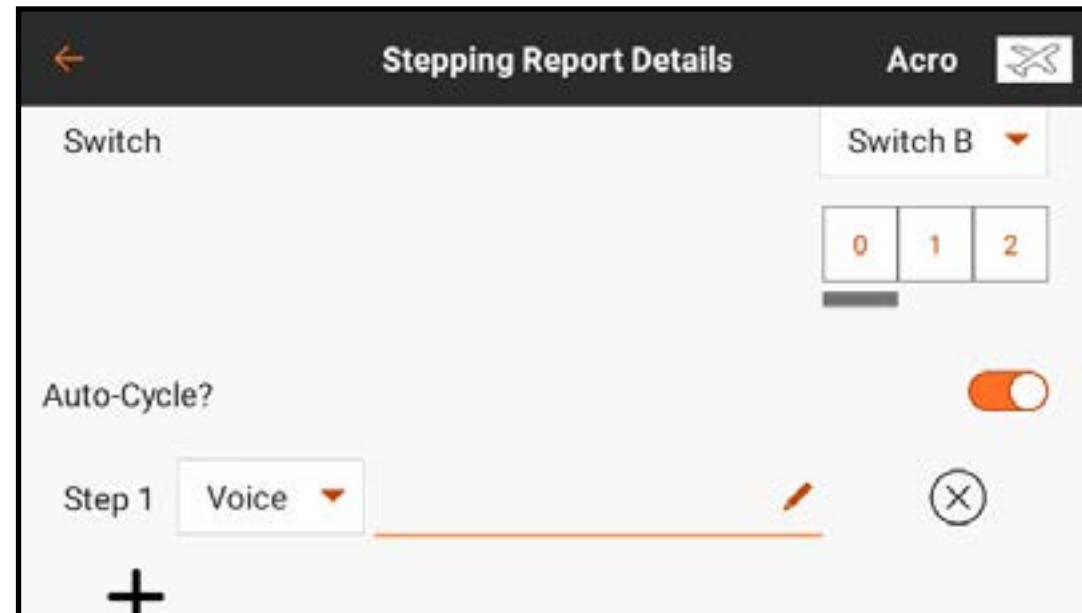 Stepping Report Details Acro
Switch Switch B
0 1 2
Auto-Cycle?
Step 1 Voice